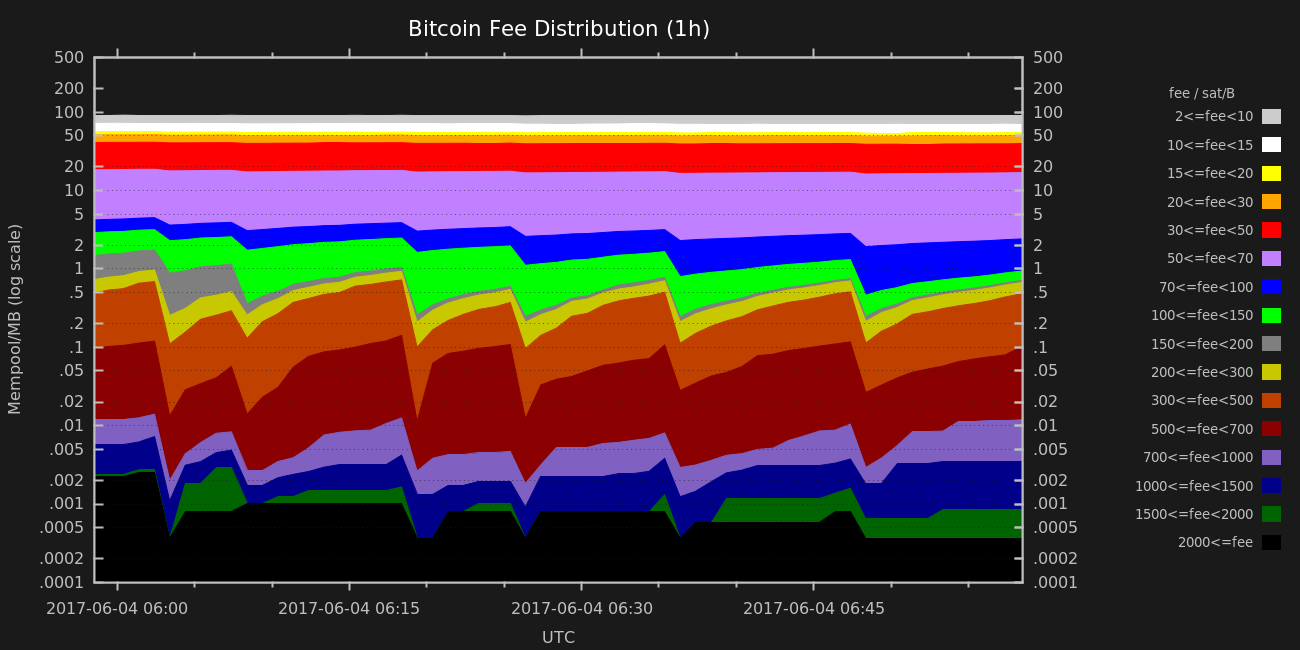 Bitcoin Fee Distribution (1h)
Mempool/MB (log scale)
500
200
100
50
20
10
5
2
1
.5
.2
.1
.05
.02
.01
.005
.002
.001
.0005
.0002
.0001
500
200
100
50
20
10
5
2
1
.5
.2
.1
.05
.02
.01
.005
.002
.001
.0005
.0002
.0001
fee / sat/B
2<=fee<10
10<=fee<15
15<=fee<20
20<=fee<30
30<=fee<50
50<=fee<70
70<=fee<100
100<=fee<150
150<=fee<200
200<=fee<300
300<=fee<500
500<=fee<700
700<=fee<1000
1000<=fee<1500
1500<=fee<2000
2000<=fee
2017-06-04 06:00 2017-06-04 06:15 2017-06-04 06:30 2017-06-04 06:45
UTC